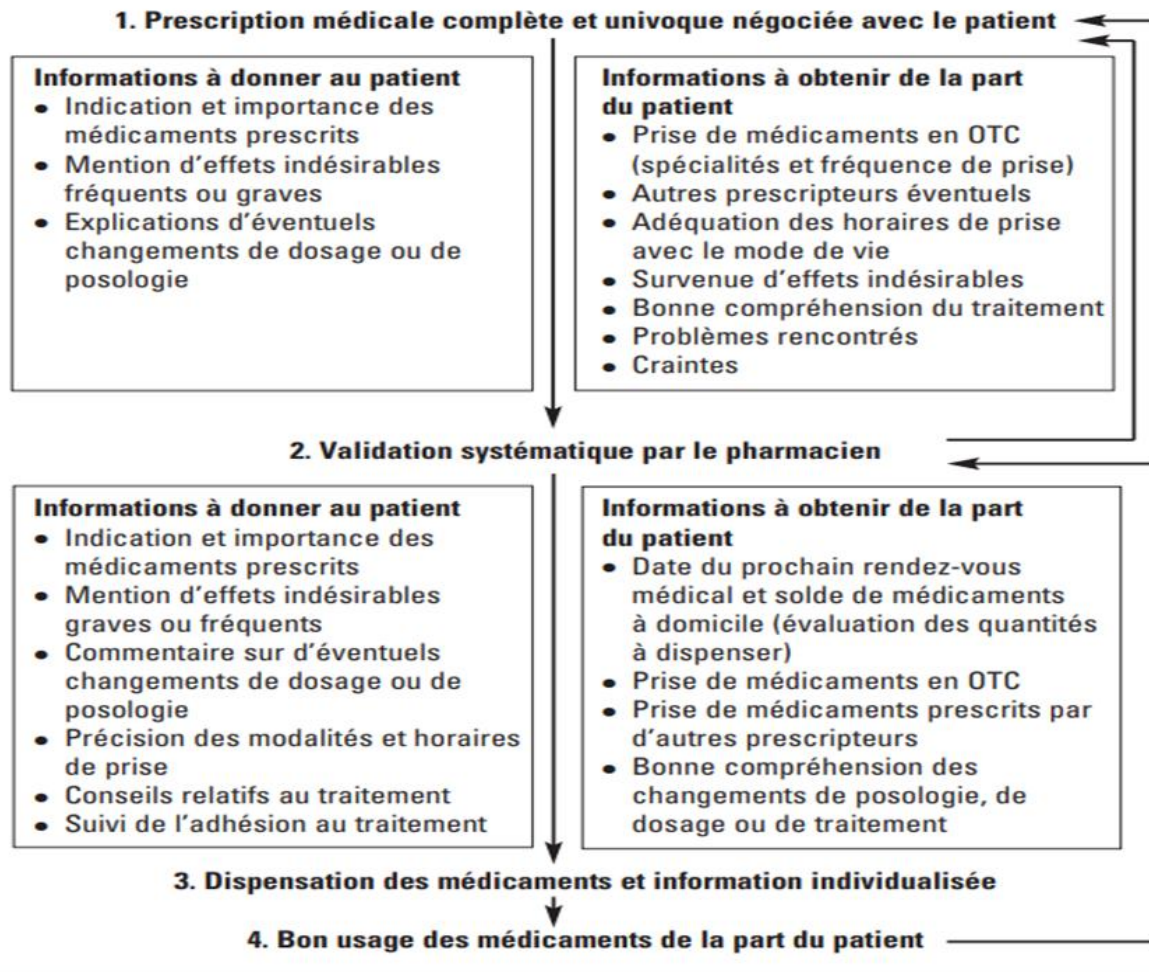 1. Prescription médicale complète et univoque négociée avec le patient
Informations à donner au patient
• Indication et importance des
médicaments prescrits
• Mention d'effets indésirables
fréquents ou graves
• Explications d'éventuels
changements de dosage ou de
posologie
Informations à obtenir de la part
du patient
• Prise de médicaments en OTC
(spécialités et fréquence de prise)
• Autres prescripteurs éventuels
• Adéquation des horaires de prise
avec le mode de vie
• Survenue d'effets indésirables
• Bonne compréhension du traitement
• Problèmes rencontrés
• Craintes
2. Validation systématique par le pharmacien
Informations à donner au patient
• Indication et importance des
médicaments prescrits
• Mention d'effets indésirables
graves ou fréquents
• Commentaire sur d'éventuels
changements de dosage ou de
posologie
• Précision des modalités et horaires
de prise
• Conseils relatifs au traitement
• Suivi de l'adhésion au traitement
Informations à obtenir de la part
du patient
• Date du prochain rendez-vous
médical et solde de médicaments
à domicile (évaluation des quantités
à dispenser)
• Prise de médicaments en OTC
• Prise de médicaments prescrits par
d'autres prescripteurs
• Bonne compréhension des
changements de posologie, de
dosage ou de traitement
3. Dispensation des médicaments et information individualisée
4. Bon usage des médicaments de la part du patient